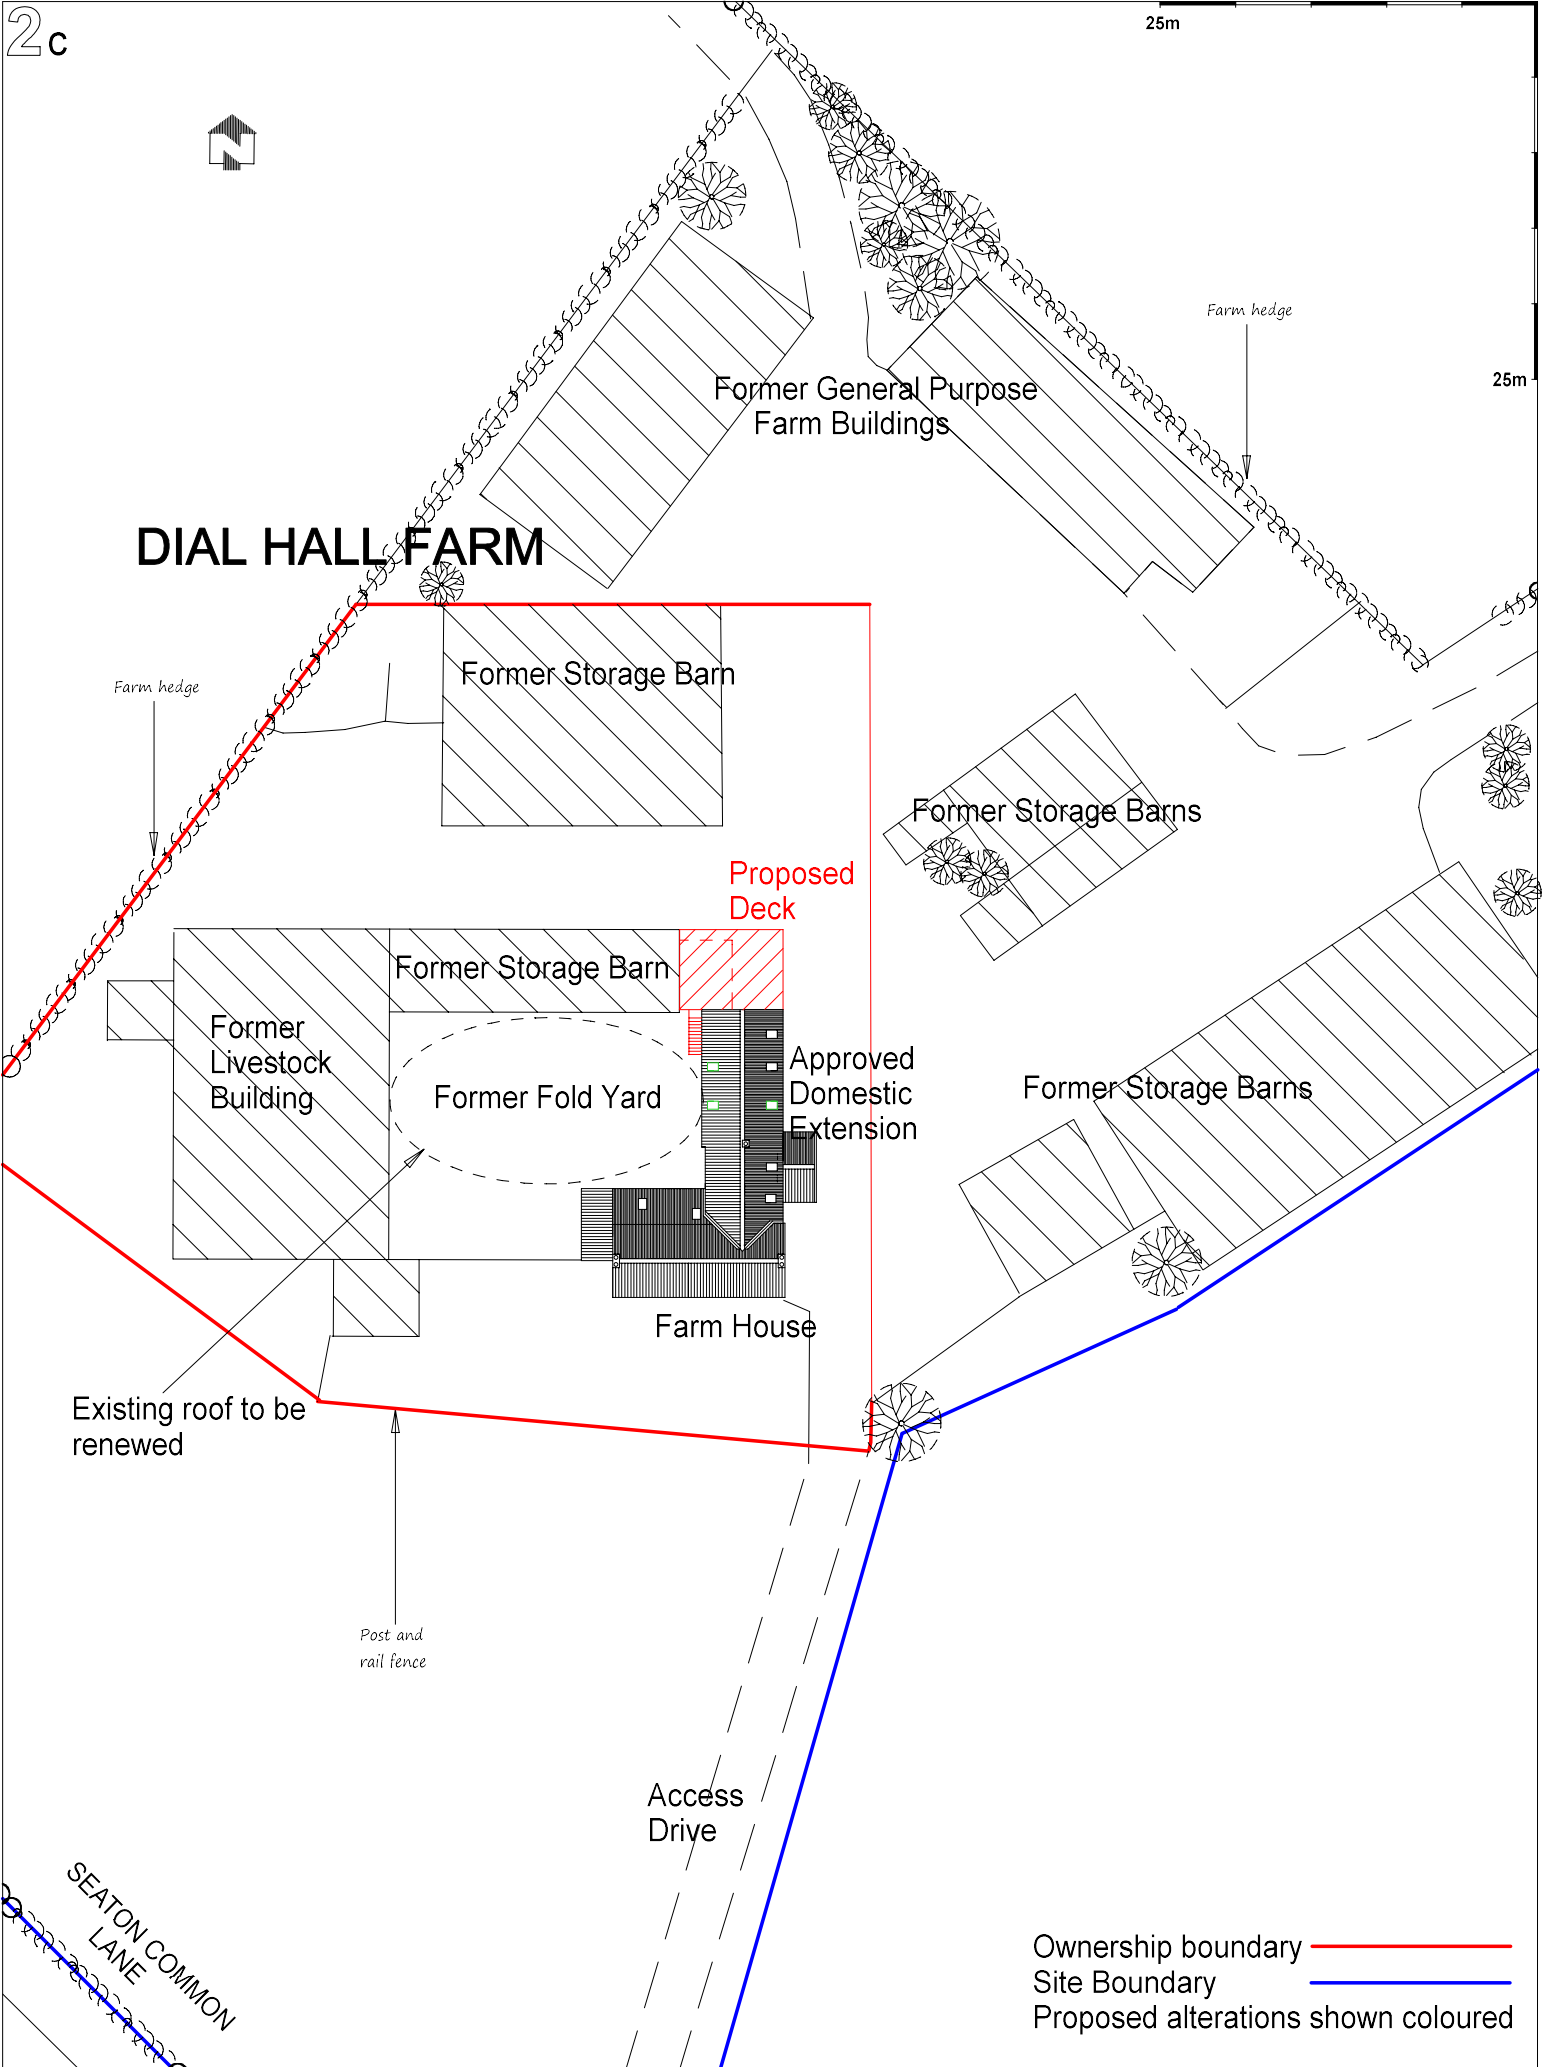 2c
25m
N
Farm hedge
25m
Former General Purpose
Farm Buildings
DIAL HALL FARM
Former Storage Barn
Farm hedge
Former Storage Barns
Proposed
Deck
Former Storage Barn
Former
Livestock
Building
Former Fold Yard
Approved
Domestic
Extension
Former Storage Barns
Farm House
Existing roof to be
renewed
Post and
rail fence
Access
Drive
SEATON COMMON
LANE
Ownership boundary
Site Boundary
Proposed alterations shown coloured